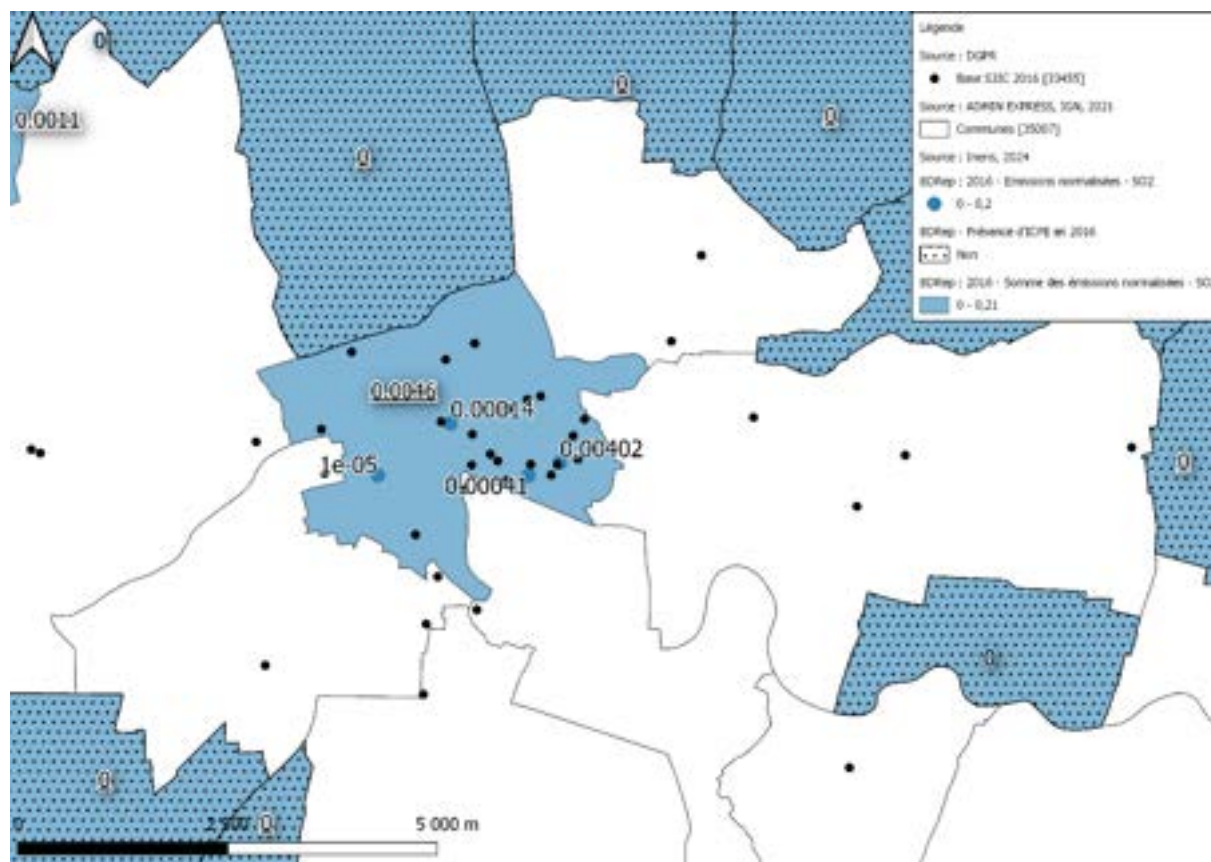 0
0.0011
0
0
0
0.0046
0.00014
0.00402
1e-05
0.00041
0
0
0
0
0
5 000 m
Légende
Source : DGPR
Base S3IC 2016 [33455]
Source : ADMIN EXPRESS, IGN, 2021
Communes [35007]
Source : Ineris, 2024
BDRep : 2016 - Emissions normalisées - SO2
0 - 0,2
BDRep - Présence d'ICPE en 2016
Non
BDRep : 2016 - Somme des émissions normalisées - SO
0 - 0,21